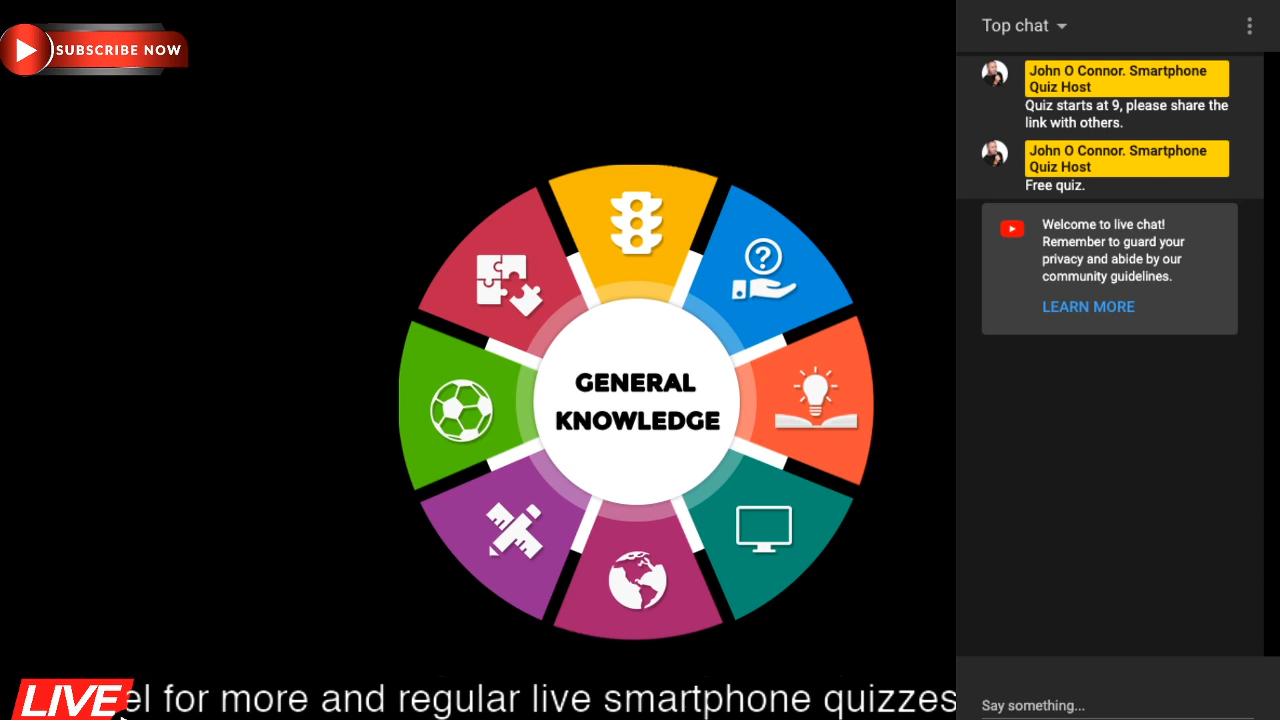 SUBSCRIBE NOW
GENERAL
KNOWLEDGE
LIVE
el for more and regular live smartphone quizzes
Top chat
John O Connor. Smartphone
Quiz Host
Quiz starts at 9, please share the
link with others.
John O Connor. Smartphone
Quiz Host
Free quiz.
Welcome to live chat!
Remember to guard your
privacy and abide by our
community guidelines.
LEARN MORE
Say something...